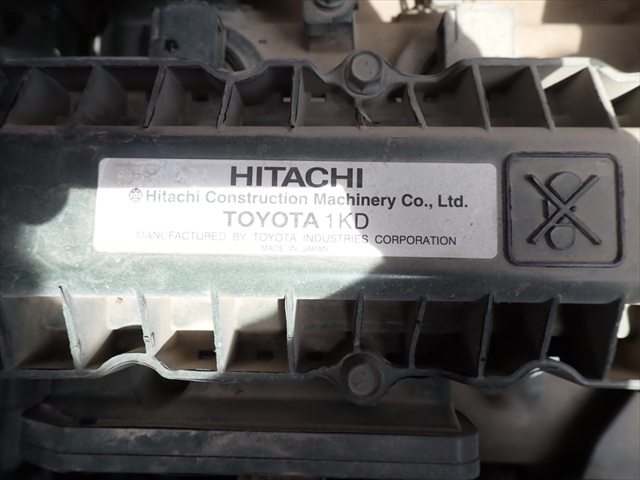 HITACHI
Hitachi Construction Machinery Co., Ltd.
TOYOTA 1KD
MANUFACTURED BY TOYOTA INDUSTRIES CORPORATION
MADE IN JAPAN